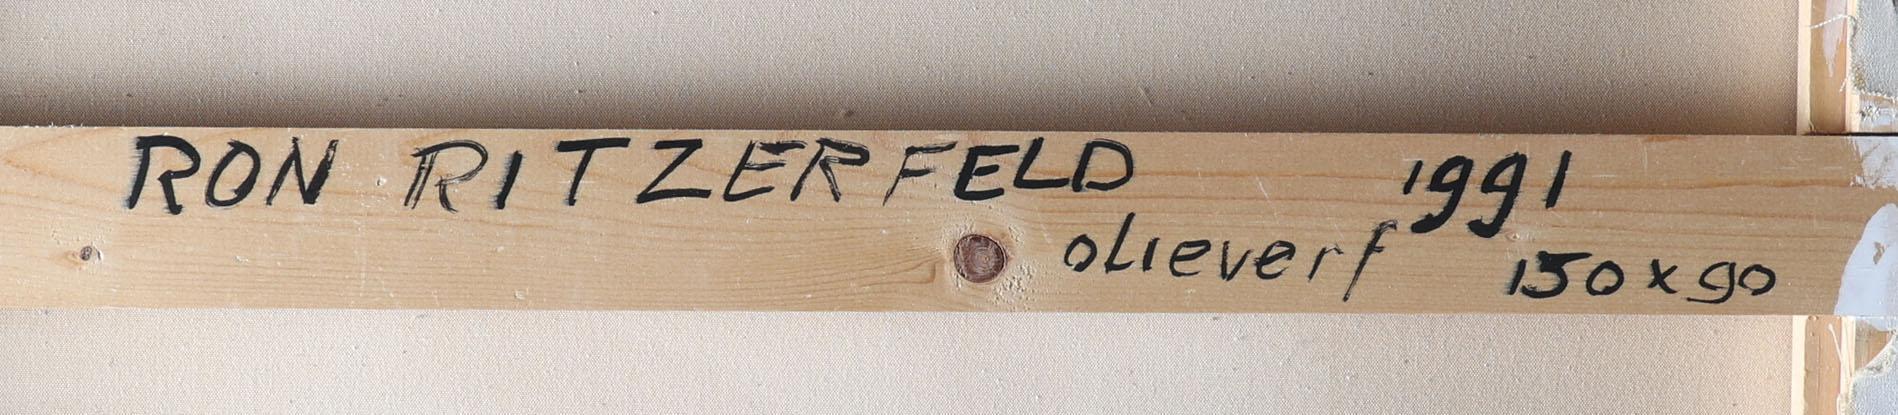 RON RITZERFELD 1991
olieverf 150 x 90